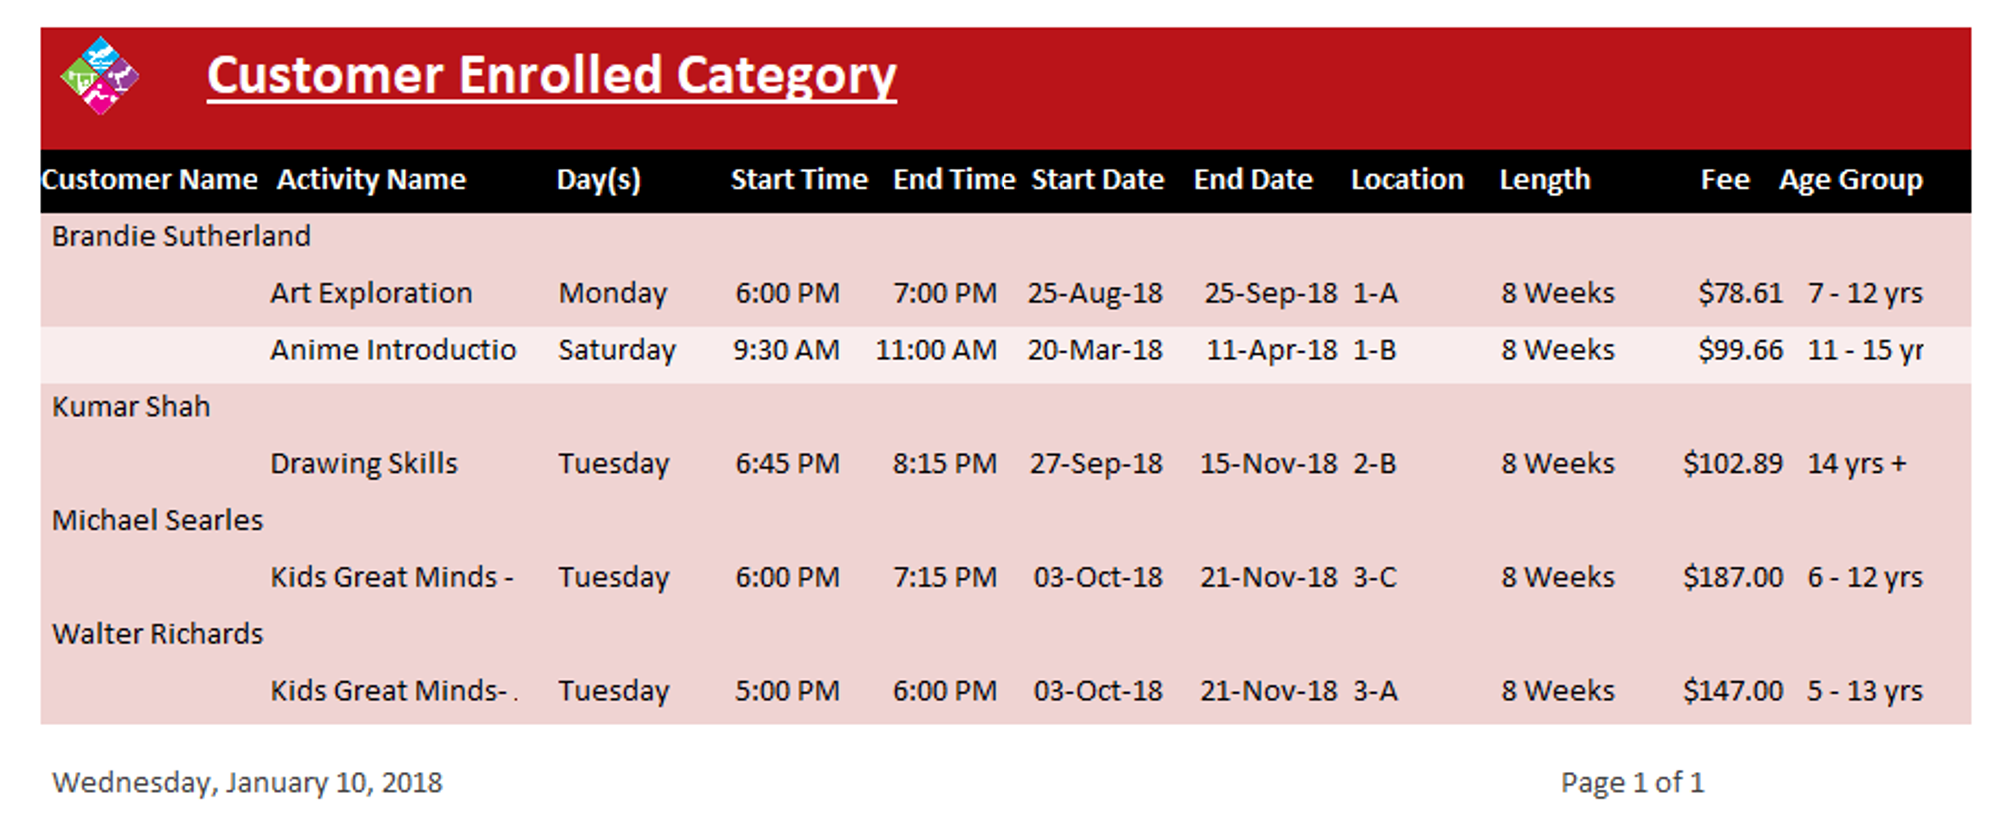 Customer Enrolled Category
Customer Name Activity Name Day(s) Start Time End Time Start Date End Date Location Length Fee Age Group
Brandie Sutherland
Art Exploration Monday 6:00 PM 7:00 PM 25-Aug-18 25-Sep-18 1-A 8 Weeks $78.61 7 - 12 yrs
Anime Introductio Saturday 9:30 AM 11:00 AM 20-Mar-18 11-Apr-18 1-B 8 Weeks $99.66 11 - 15 yr
Kumar Shah
Drawing Skills Tuesday 6:45 PM 8:15 PM 27-Sep-18 15-Nov-18 2-B 8 Weeks $102.89 14 yrs +
Michael Searles
Kids Great Minds - Tuesday 6:00 PM 7:15 PM 03-Oct-18 21-Nov-18 3-C 8 Weeks $187.00 6 - 12 yrs
Walter Richards
Kids Great Minds- . Tuesday 5:00 PM 6:00 PM 03-Oct-18 21-Nov-18 3-A 8 Weeks $147.00 5 - 13 yrs
Wednesday, January 10, 2018 Page 1 of 1